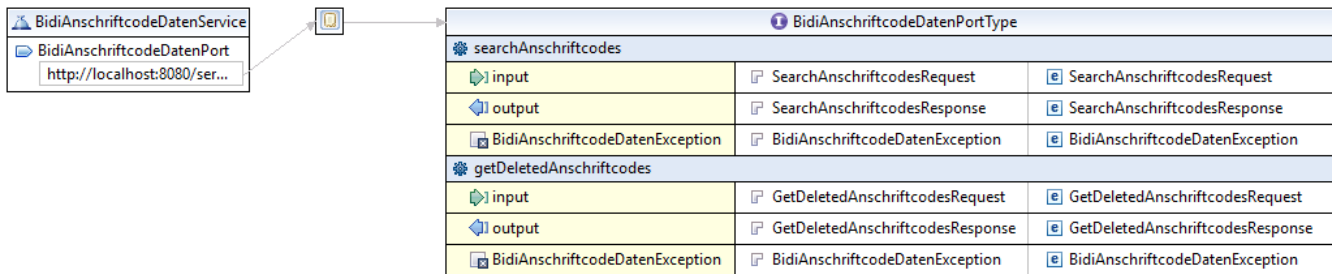 BidiAnschriftcodeDatenService
BidiAnschriftcodeDatenPort
http://localhost:8080/ser...
BidiAnschriftcodeDatenPortType
searchAnschriftcodes
input SearchAnschriftcodesRequest e SearchAnschriftcodesRequest
output SearchAnschriftcodesResponse e SearchAnschriftcodesResponse
BidiAnschriftcodeDatenException BidiAnschriftcodeDatenException e BidiAnschriftcodeDatenException
getDeletedAnschriftcodes
input GetDeletedAnschriftcodesRequest e GetDeletedAnschriftcodesRequest
output GetDeletedAnschriftcodesResponse e GetDeletedAnschriftcodesResponse
BidiAnschriftcodeDatenException BidiAnschriftcodeDatenException e BidiAnschriftcodeDatenException